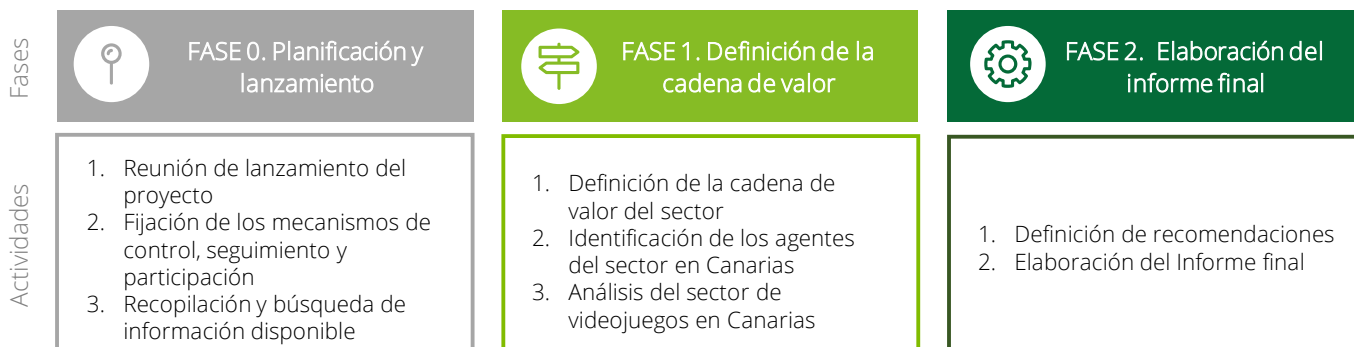 Fases
FASE 0. Planificación y
lanzamiento
FASE 1. Definición de la
cadena de valor
FASE 2. Elaboración del
informe final
Actividades
1. Reunión de lanzamiento del
proyecto
2. Fijación de los mecanismos de
control, seguimiento y
participación
3. Recopilación y búsqueda de
información disponible
1. Definición de la cadena de
valor del sector
2. Identificación de los agentes
del sector en Canarias
3. Análisis del sector de
videojuegos en Canarias
1. Definición de recomendaciones
2. Elaboración del Informe final